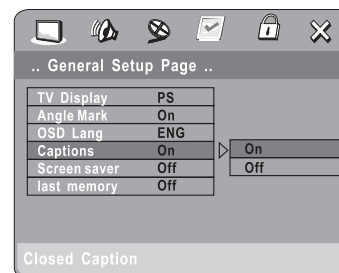 .. General Setup Page ..
TV Display PS
Angle Mark On
OSD Lang ENG
Captions On On
Screen saver Off Off
last memory Off
Closed Caption